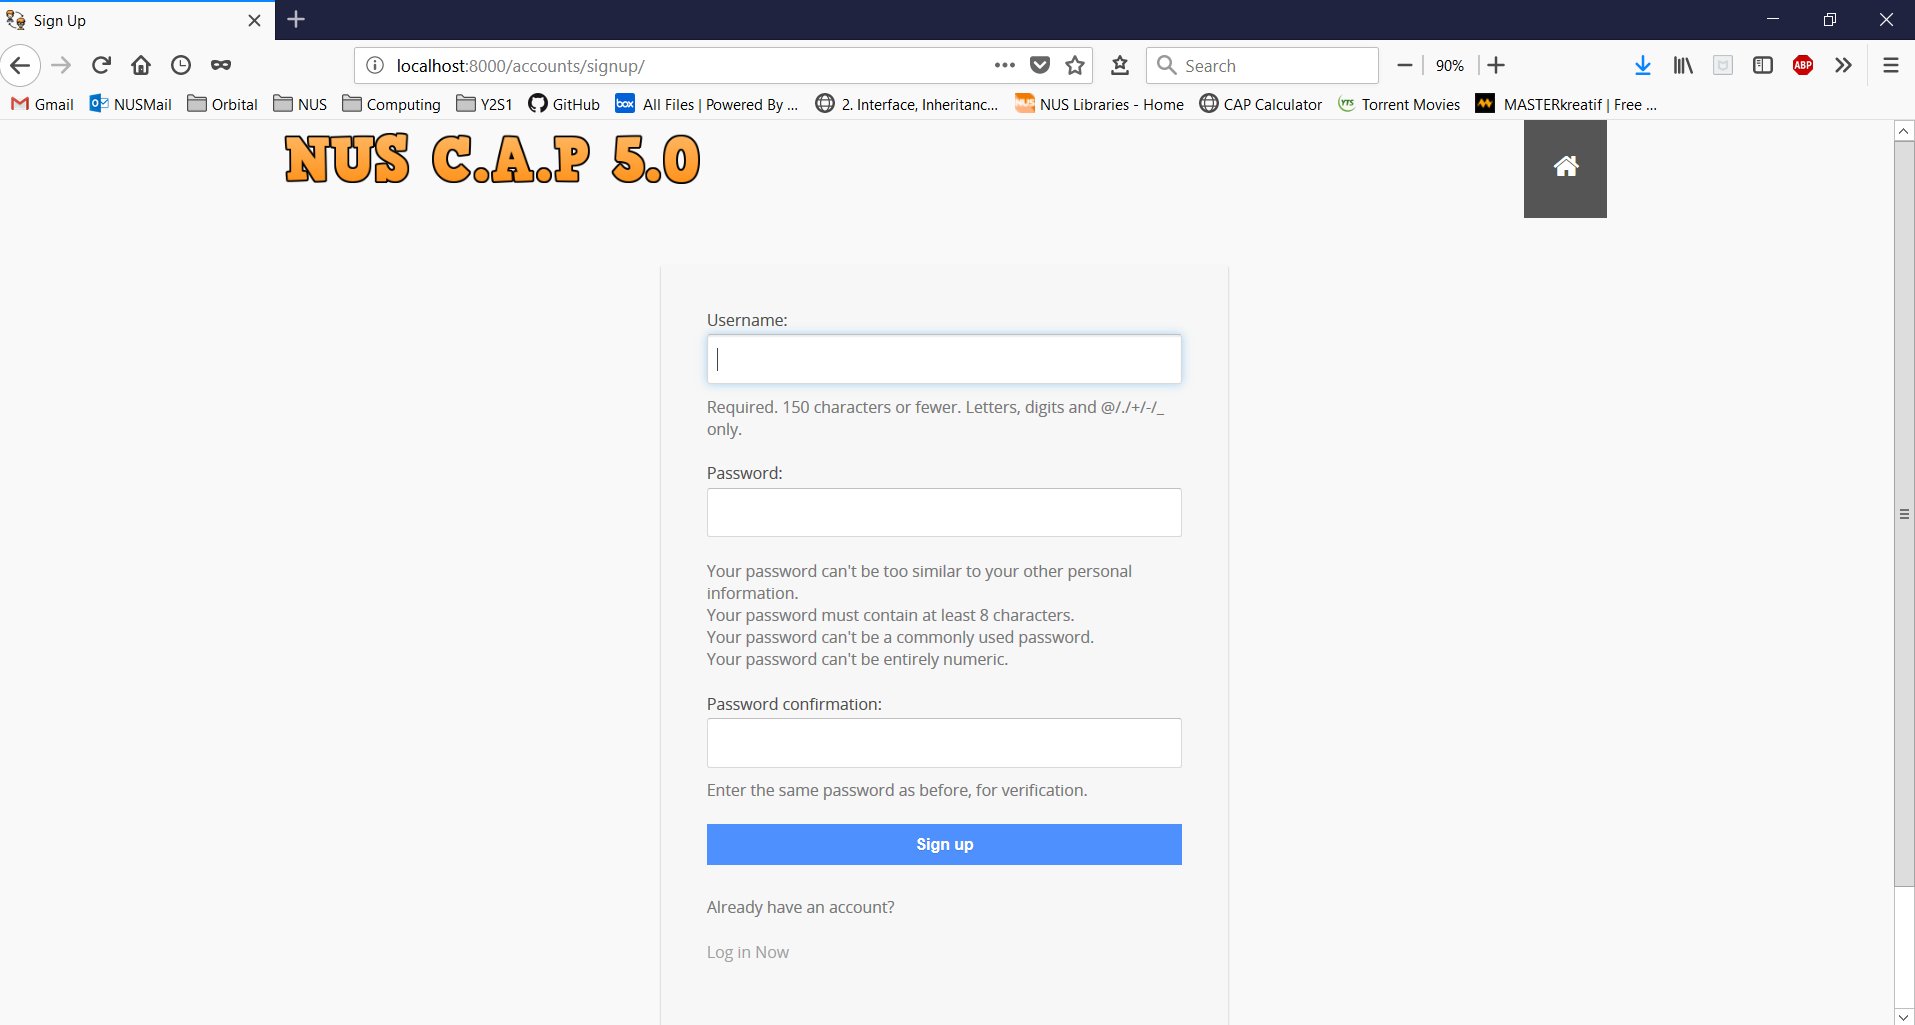 Sign Up
localhost:8000/accounts/signup/
Search
90%
ABP
Gmail
NUSMail
Orbital
NUS
Computing
Y2S1
GitHub
box
All Files | Powered By ...
2. Interface, Inheritanc...
NUS
NUS Libraries - Home
CAP Calculator
YTS
Torrent Movies
MASTERkreatif | Free ...
NUS C.A.P 5.0
Username:
Required. 150 characters or fewer. Letters, digits and @/./+/-/_
only.
Password:
Your password can't be too similar to your other personal
information.
Your password must contain at least 8 characters.
Your password can't be a commonly used password.
Your password can't be entirely numeric.
Password confirmation:
Enter the same password as before, for verification.
Sign up
Already have an account?
Log in Now